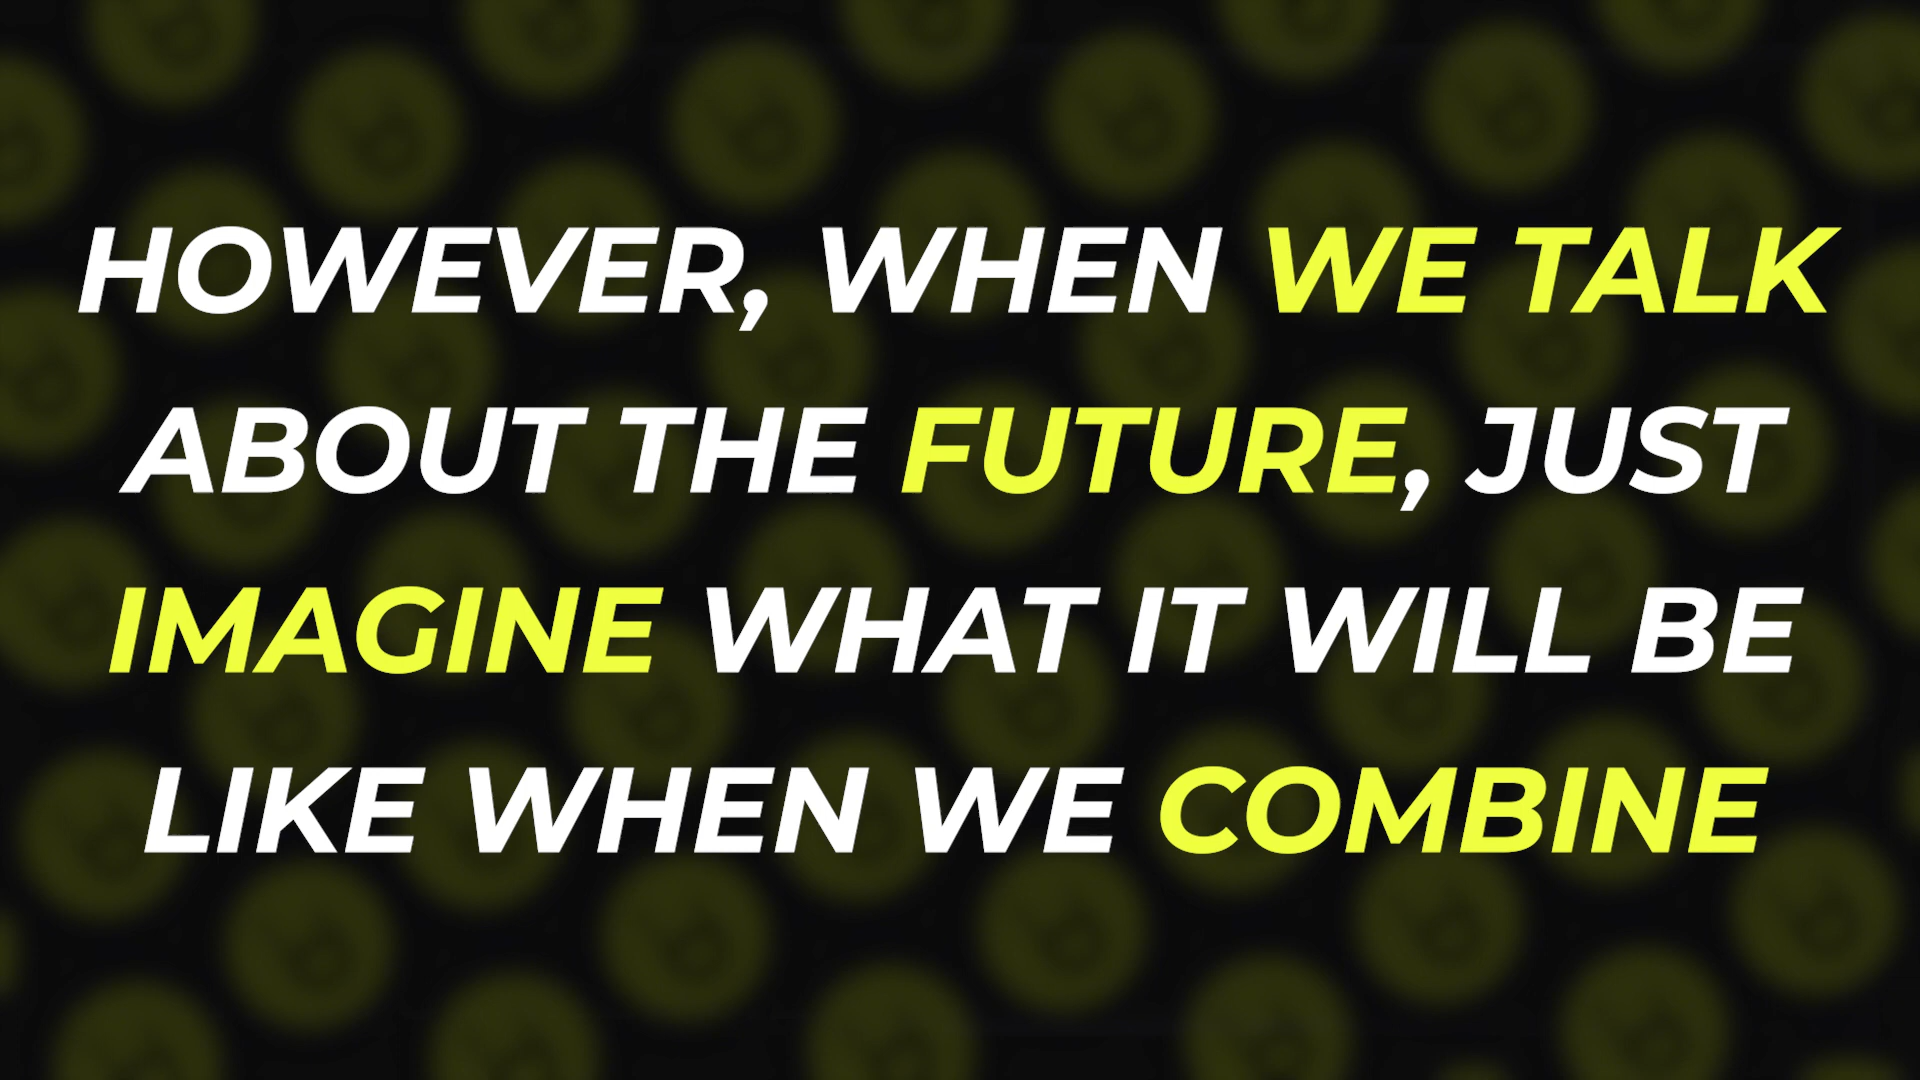 HOWEVER, WHEN WE TALK
ABOUT THE FUTURE, JUST
IMAGINE WHAT IT WILL BE
LIKE WHEN WE COMBINE